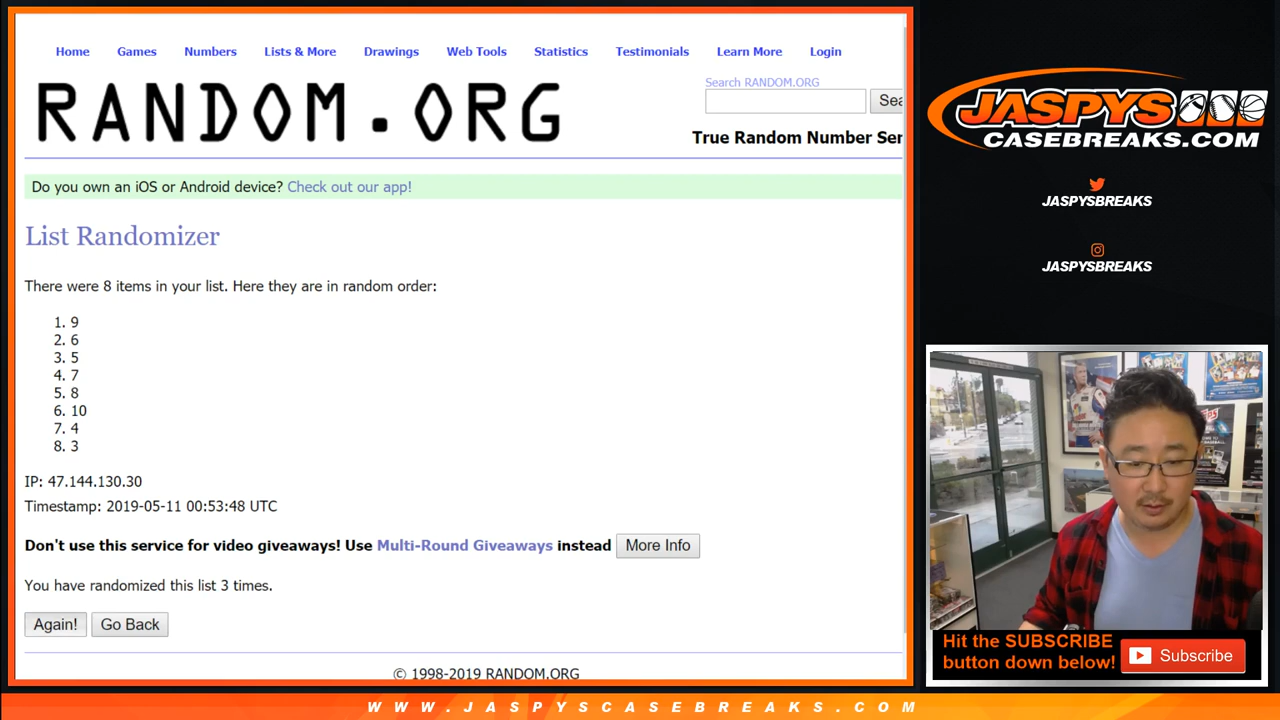 Home Games Numbers Lists & More Drawings Web Tools Statistics Testimonials Learn More Login
RANDOM.ORG
Search RANDOM.ORG
Sea
True Random Number Ser
Do you own an iOS or Android device? Check out our app!
List Randomizer
There were 8 items in your list. Here they are in random order:
1. 9
2. 6
3. 5
4. 7
5. 8
6. 10
7. 4
8. 3
IP: 47.144.130.30
Timestamp: 2019-05-11 00:53:48 UTC
Don't use this service for video giveaways! Use Multi-Round Giveaways instead More Info
You have randomized this list 3 times.
Again! Go Back
© 1998-2019 RANDOM.ORG
JASPYS
CASEBREAKS.COM
JASPYSBREAKS
JASPYSBREAKS
Hit the SUBSCRIBE
button down below!
Subscribe
WWW.JASPYSCASEBREAKS.COM